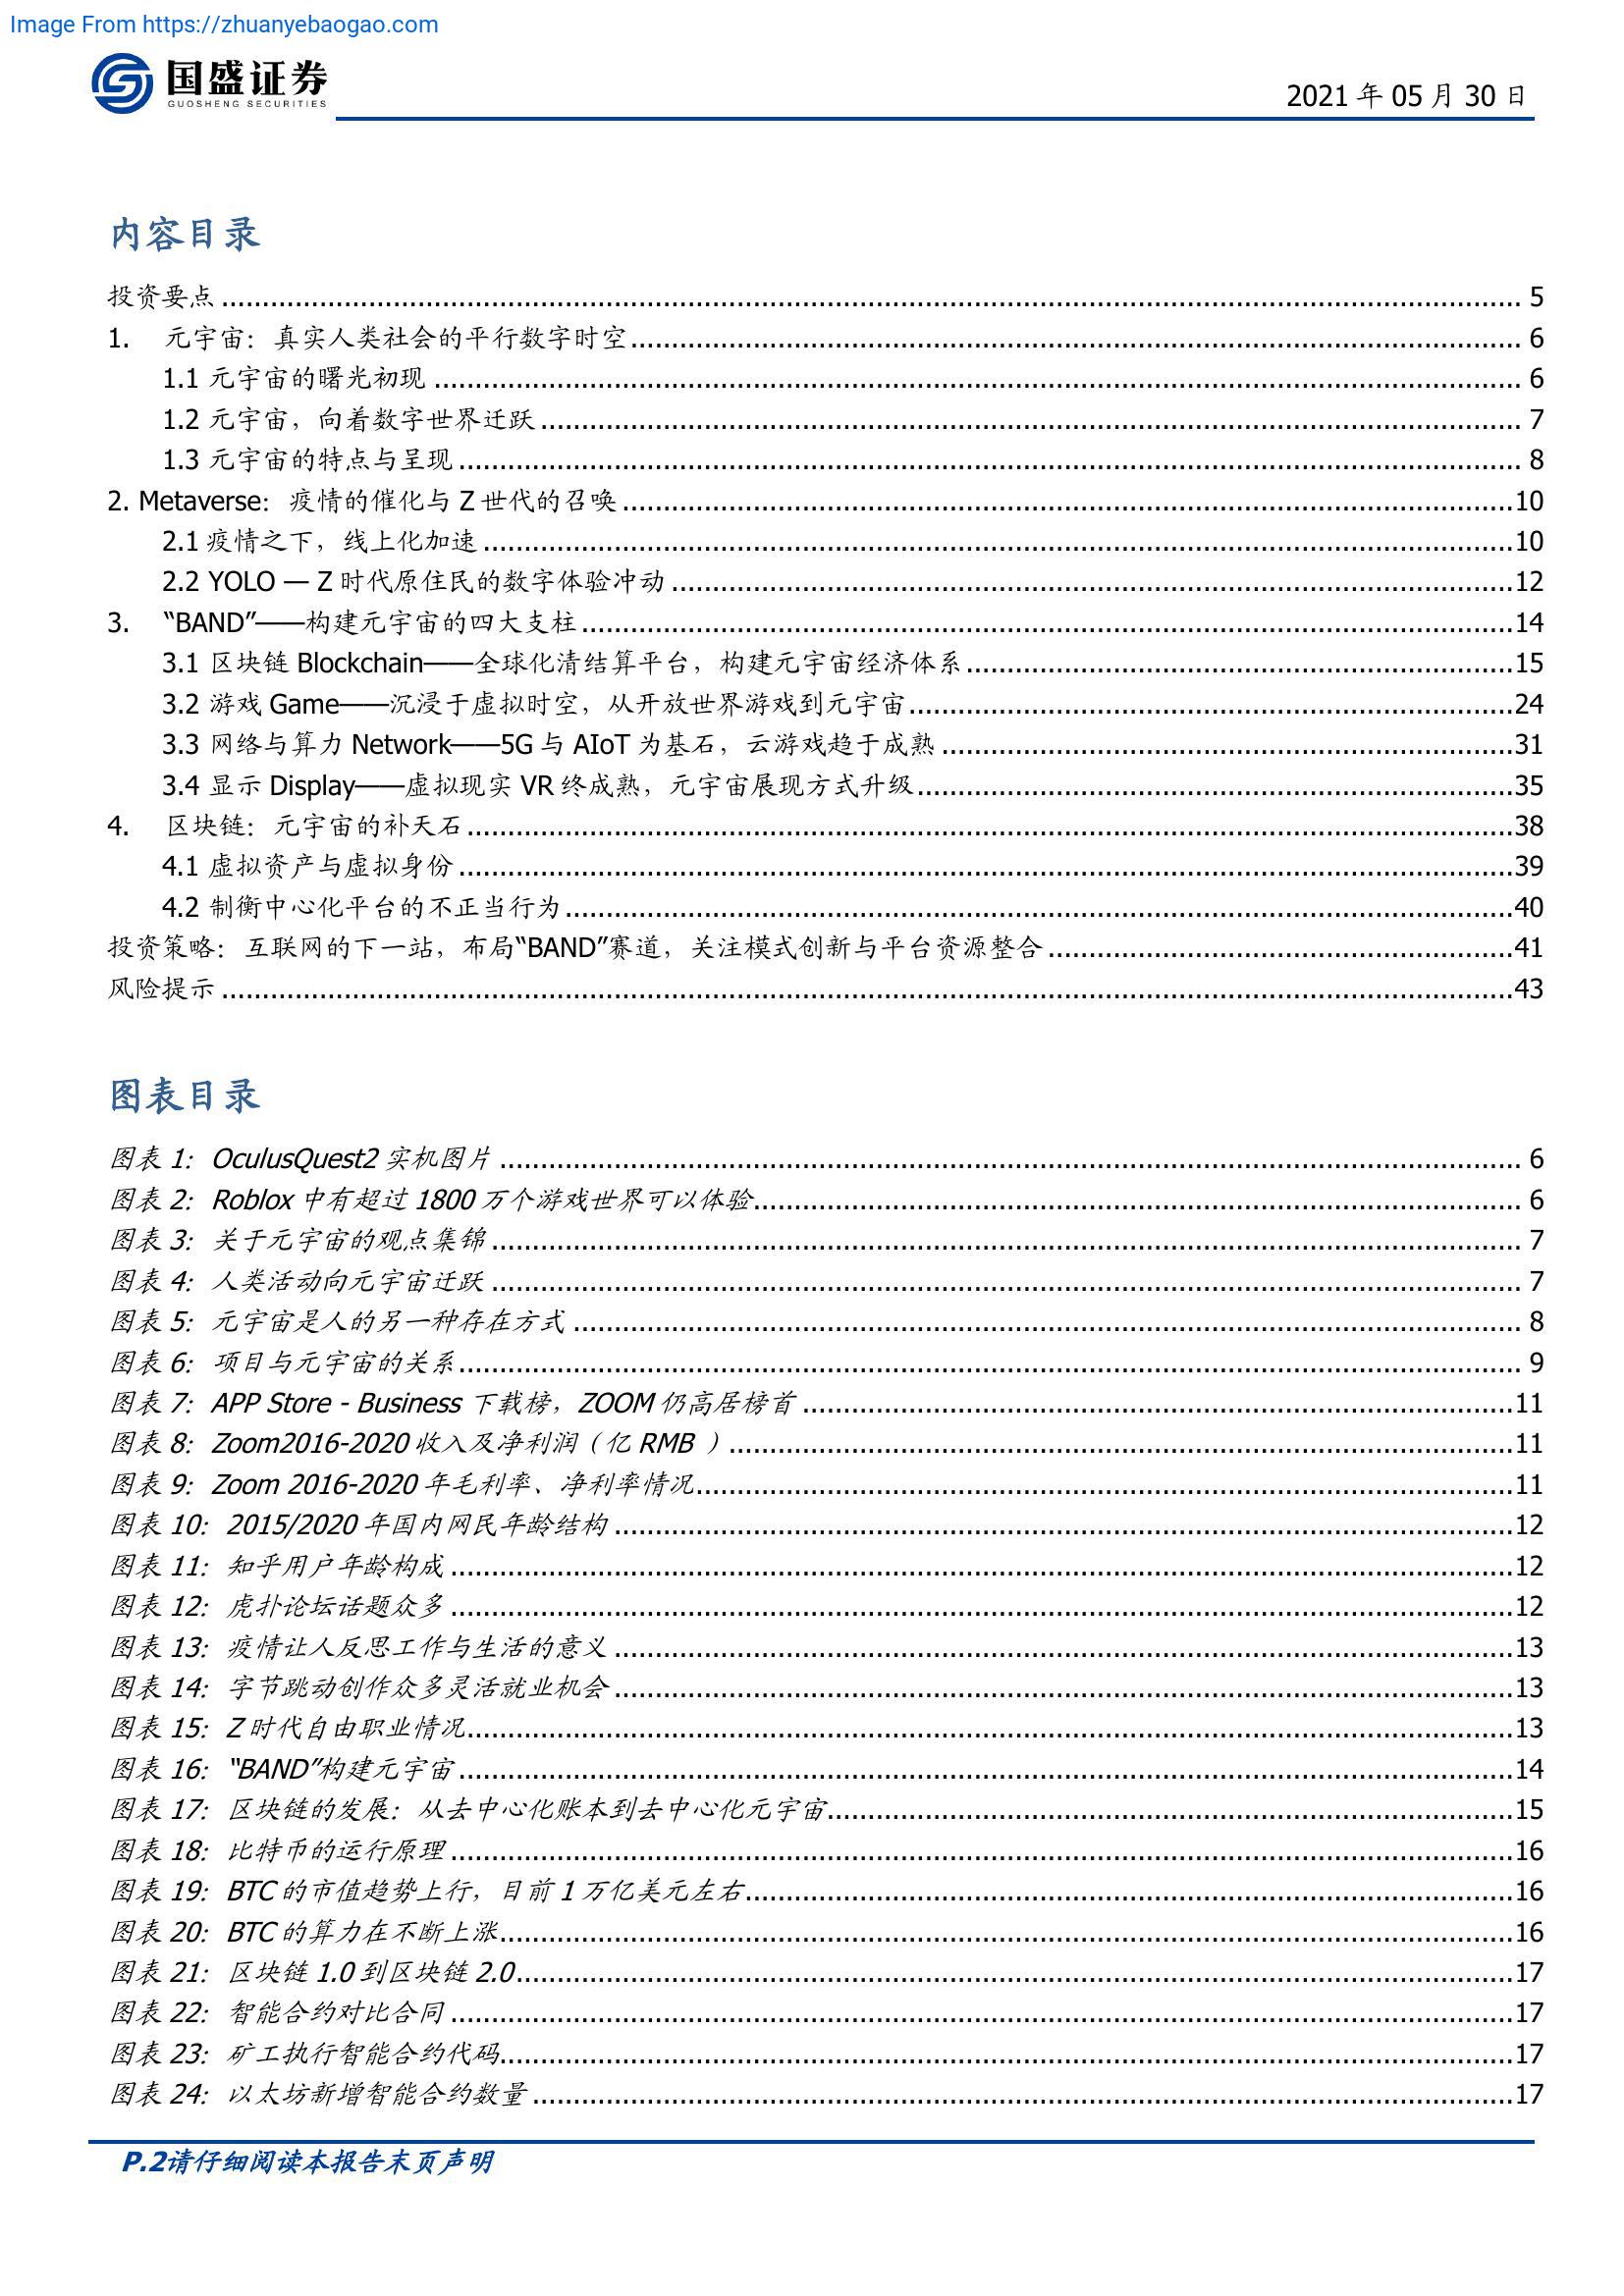 Image From https://zhuanyebaogao.com
国盛证券
GUOSHENG SECURITIES
2021 年 05 月 30 日
内容目录
投资要点 5
1. 元宇宙：真实人类社会的平行数字时空 6
1.1 元宇宙的曙光初现 6
1.2 元宇宙，向着数字世界迁跃 7
1.3 元宇宙的特点与呈现 8
2. Metaverse：疫情的催化与 Z 世代的召唤 10
2.1 疫情之下，线上化加速 10
2.2 YOLO — Z 时代原住民的数字体验冲动 12
3. “BAND”——构建元宇宙的四大支柱 14
3.1 区块链 Blockchain——全球化清结算平台，构建元宇宙经济体系 15
3.2 游戏 Game——沉浸于虚拟时空，从开放世界游戏到元宇宙 24
3.3 网络与算力 Network——5G 与 AIoT 为基石，云游戏趋于成熟 31
3.4 显示 Display——虚拟现实 VR 终成熟，元宇宙展现方式升级 35
4. 区块链：元宇宙的补天石 38
4.1 虚拟资产与虚拟身份 39
4.2 制衡中心化平台的不正当行为 40
投资策略：互联网的下一站，布局“BAND”赛道，关注模式创新与平台资源整合 41
风险提示 43
图表目录
图表 1：OculusQuest2 实机图片 6
图表 2：Roblox 中有超过 1800 万个游戏世界可以体验 6
图表 3：关于元宇宙的观点集锦 7
图表 4：人类活动向元宇宙迁跃 7
图表 5：元宇宙是人的另一种存在方式 8
图表 6：项目与元宇宙的关系 9
图表 7：APP Store - Business 下载榜，ZOOM 仍高居榜首 11
图表 8：Zoom2016-2020 收入及净利润（亿 RMB ） 11
图表 9：Zoom 2016-2020 年毛利率、净利率情况 11
图表 10：2015/2020 年国内网民年龄结构 12
图表 11：知乎用户年龄构成 12
图表 12：虎扑论坛话题众多 12
图表 13：疫情让人反思工作与生活的意义 13
图表 14：字节跳动创作众多灵活就业机会 13
图表 15：Z 时代自由职业情况 13
图表 16：“BAND”构建元宇宙 14
图表 17：区块链的发展：从去中心化账本到去中心化元宇宙 15
图表 18：比特币的运行原理 16
图表 19：BTC 的市值趋势上行，目前 1 万亿美元左右 16
图表 20：BTC 的算力在不断上涨 16
图表 21：区块链 1.0 到区块链 2.0 17
图表 22：智能合约对比合同 17
图表 23：矿工执行智能合约代码 17
图表 24：以太坊新增智能合约数量 17
P.2请仔细阅读本报告末页声明